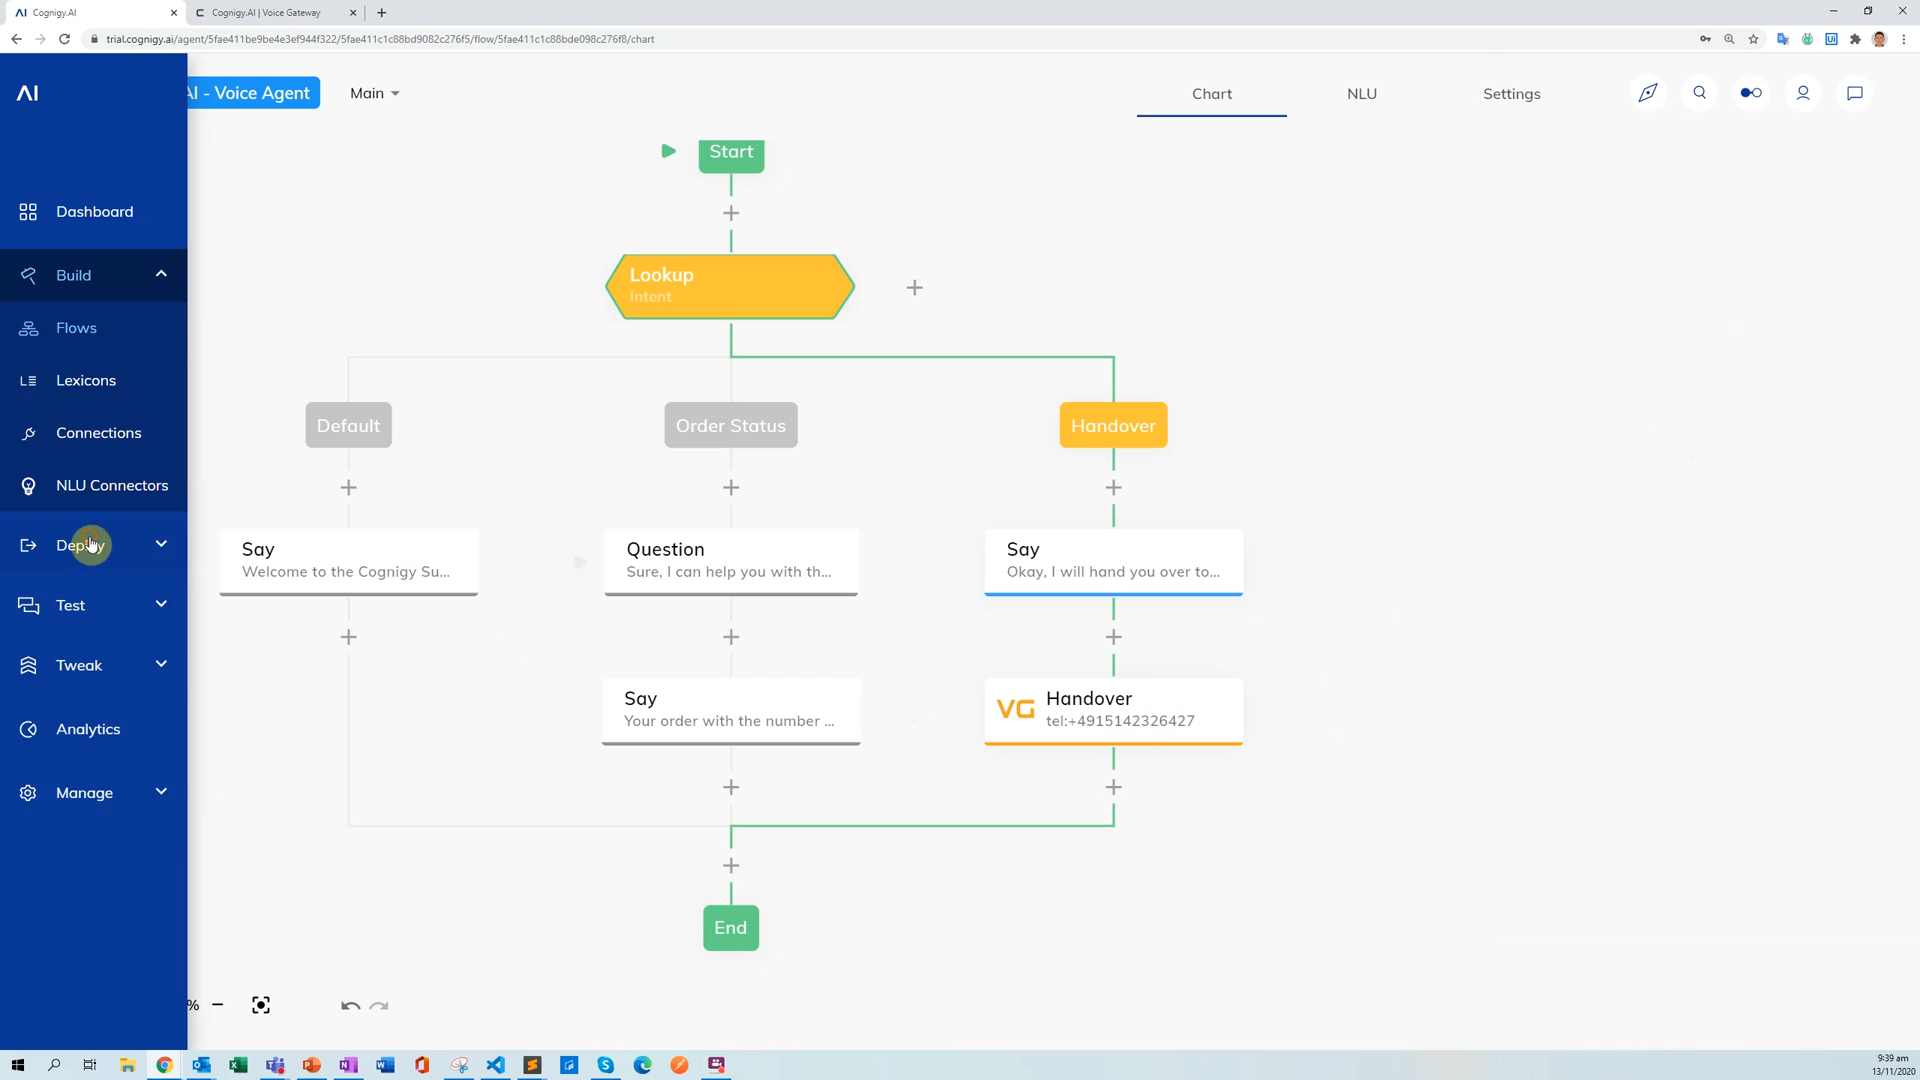 Cognigy.AI
Cognigy.AI | Voice Gateway
trial.cognigy.ai/agent/5fae411be9be4e3ef944f322/5fae411c1c88bd9082c276f5/flow/5fae411c1c88bde098c276f8/chart
AI
AI - Voice Agent
Main
Chart
NLU
Settings
Dashboard
Build
Flows
Lexicons
Connections
NLU Connectors
Deploy
Test
Tweak
Analytics
Manage
Start
Lookup
Intent
Default
Order Status
Handover
Say
Welcome to the Cognigy Su...
Question
Sure, I can help you with th...
Say
Okay, I will hand you over to...
Say
Your order with the number ...
VG
Handover
tel:+4915142326427
End
%
9:39 am
13/11/2020